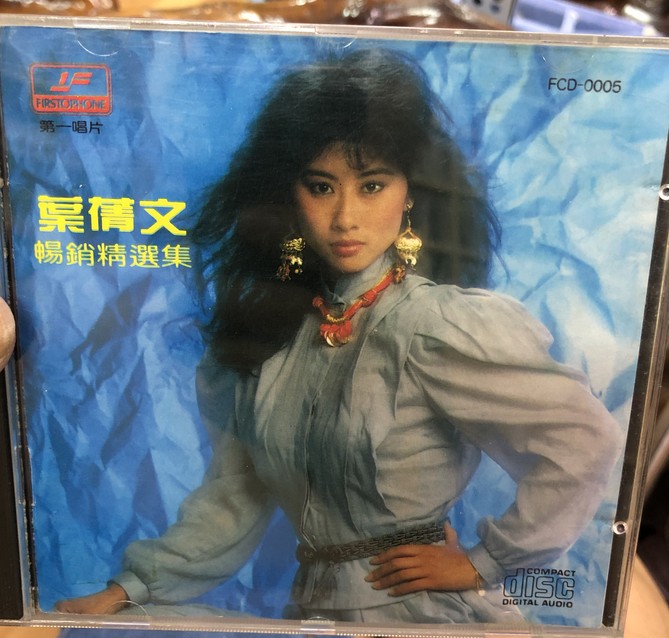 FIRSTOPHONE
第一唱片
FCD-0005
葉蒨文
暢銷精選集
COMPACT
disc
DIGITAL AUDIO